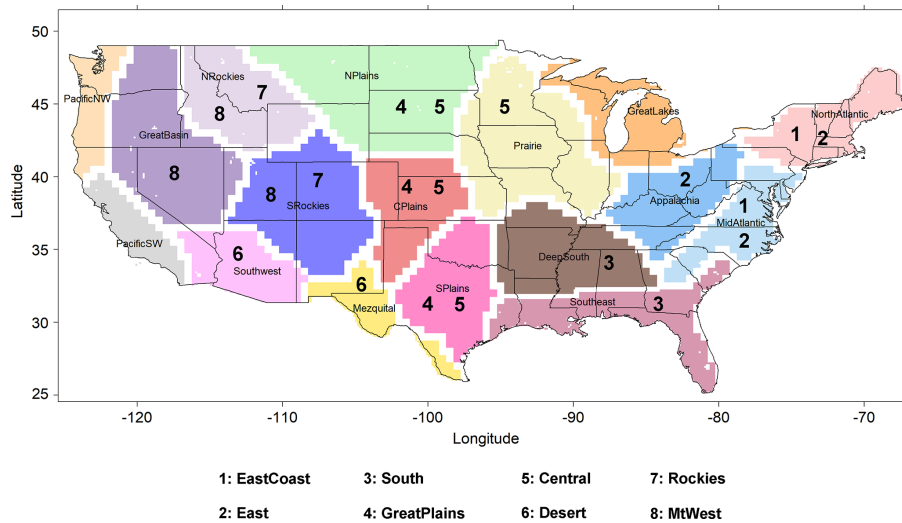 50
45
40
35
30
25
Latitude
NRockies
7
NPlains
PacificNW
8
4 5
5
GreatLakes
NorthAtlantic
GreatBasin
1
2
Prairie
8
8 7
SRockies
4 5
CPlains
2
Appalachia
1
MidAtlantic
2
PacificSW
6
Southwest
DeepSouth
3
6
Mezquital
SPlains
4 5
Southeast
3
-120 -110 -100 -90 -80 -70
Longitude
1: EastCoast 3: South 5: Central 7: Rockies
2: East 4: GreatPlains 6: Desert 8: MtWest